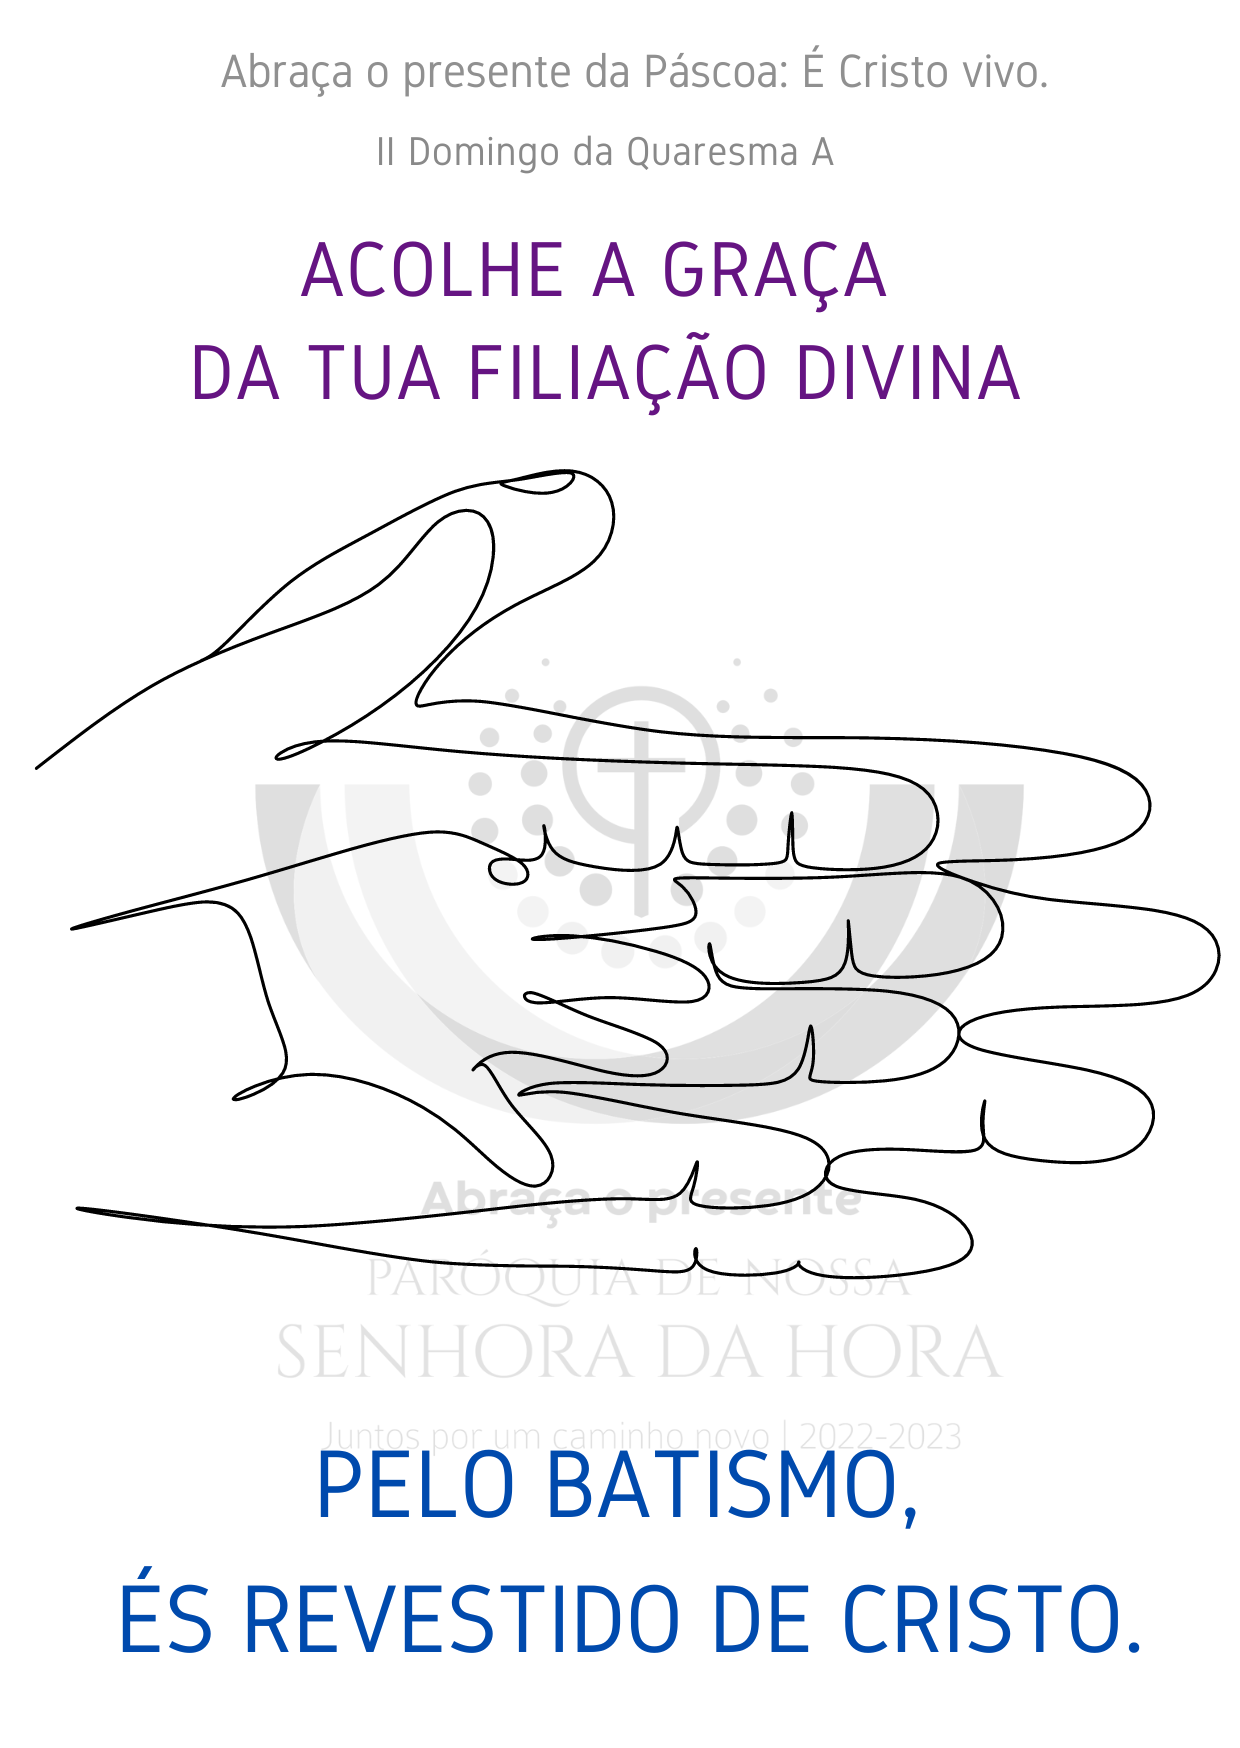 Abraça o presente da Páscoa: É Cristo vivo.
II Domingo da Quaresma A
ACOLHE A GRAÇA
DA TUA FILIAÇÃO DIVINA
Abraça o presente
PARÓQUIA DE NOSSA
SENHORA DA HORA
Juntos por um caminho novo | 2022-2023
PELO BATISMO,
ÉS REVESTIDO DE CRISTO.